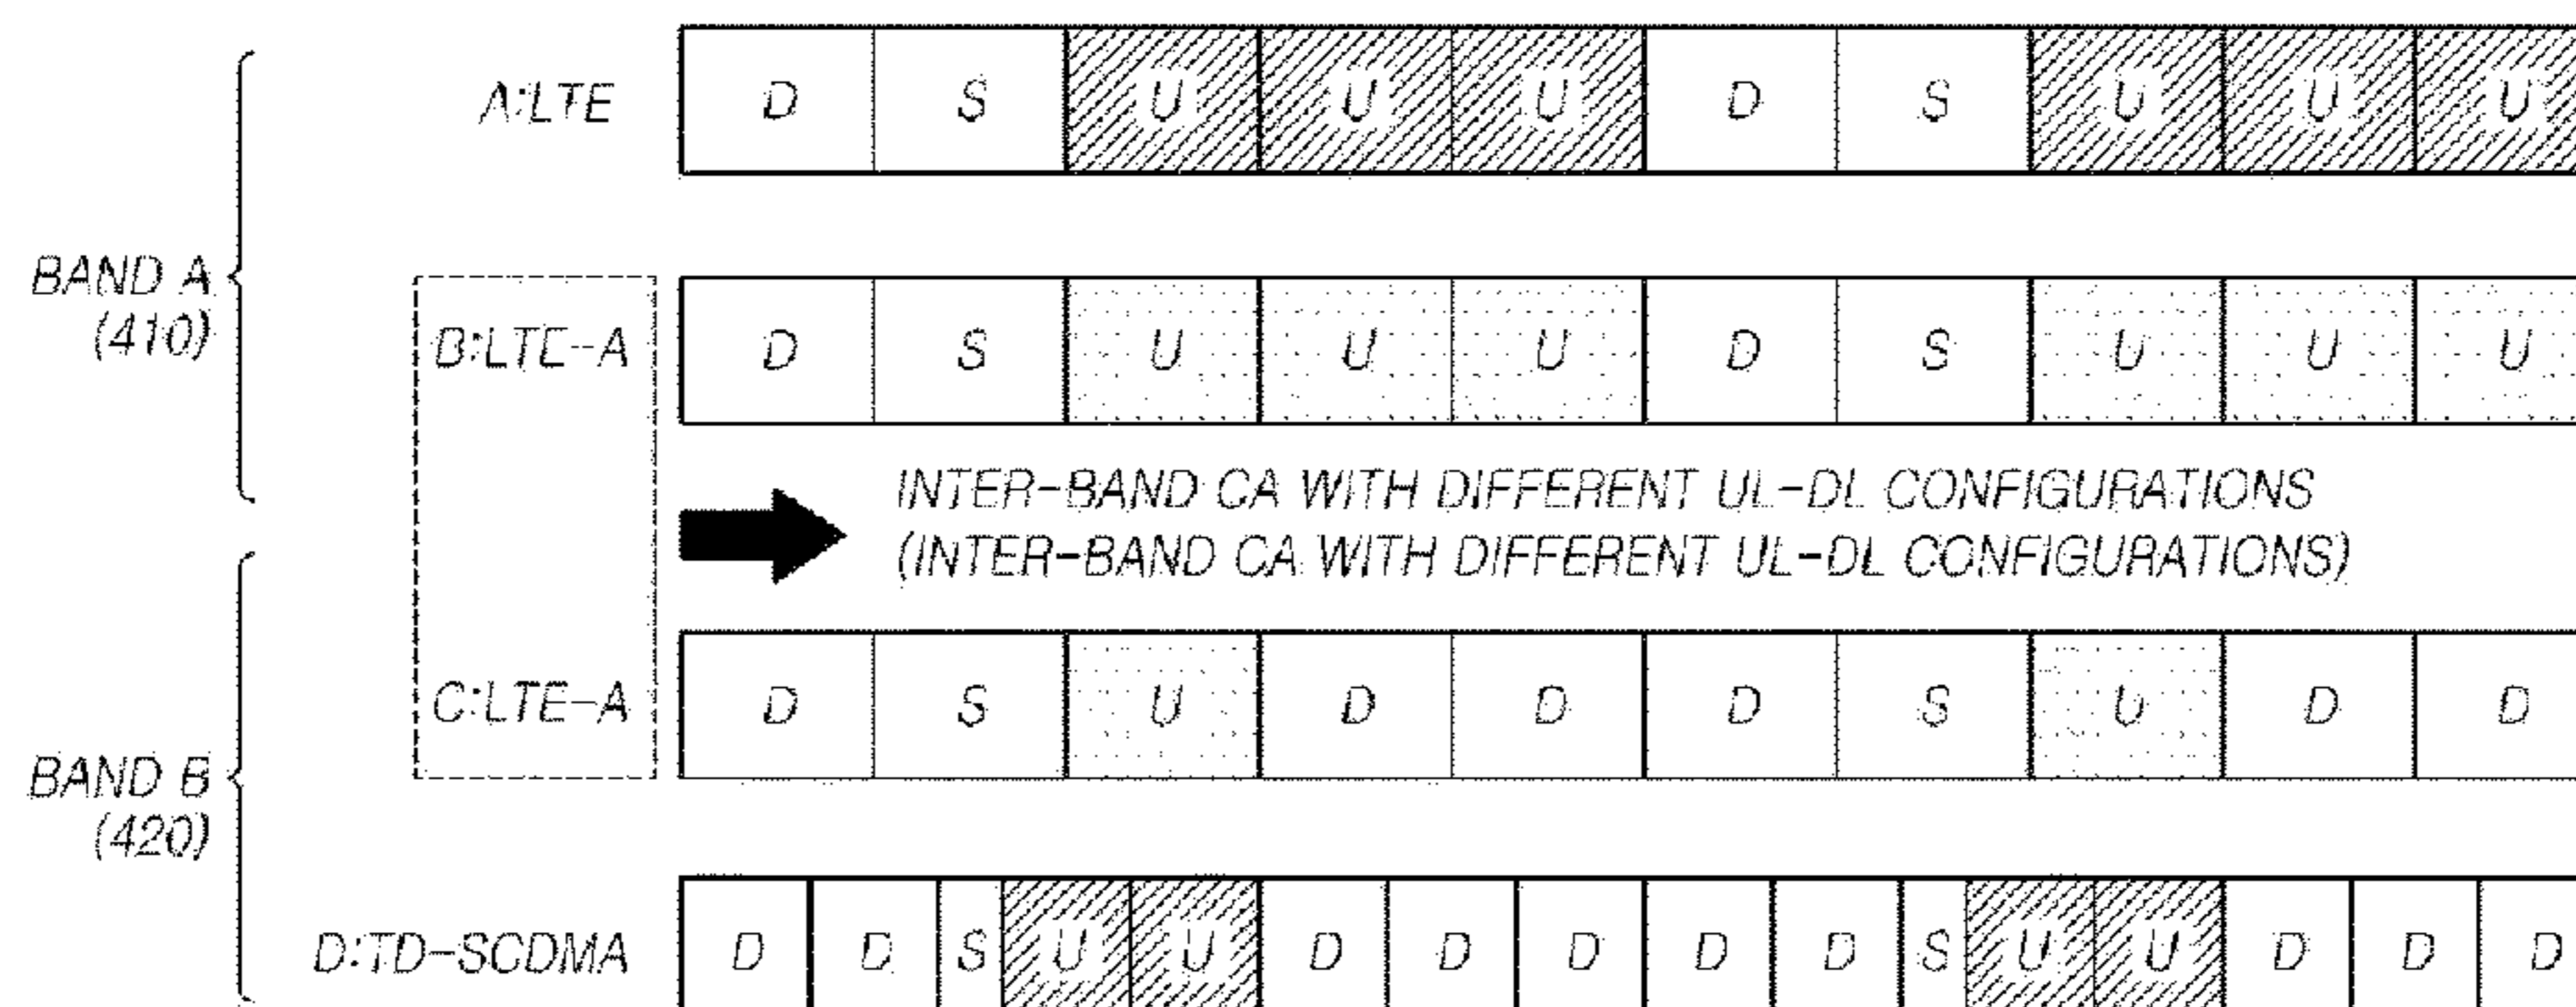 A:LTE D S U U U D S U U U
BAND A
(410)
B:LTE-A D S U U U D S U U U
INTER-BAND CA WITH DIFFERENT UL-DL CONFIGURATIONS
(INTER-BAND CA WITH DIFFERENT UL-DL CONFIGURATIONS)
C:LTE-A D S U D D D S U D D
BAND B
(420)
D:TD-SCDMA D D S U U D D D D D S U U D D D